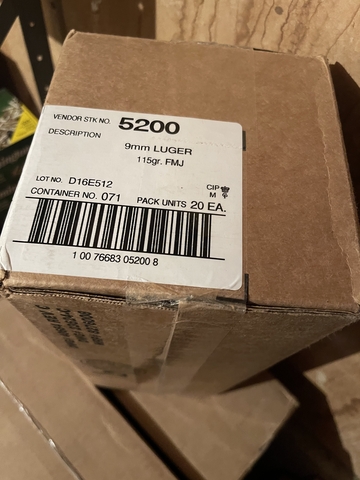 VENDOR STK NO. 5200
DESCRIPTION
9mm LUGER
115gr. FMJ
LOT NO. D16E512
CIP
CONTAINER NO. 071 PACK UNITS 20 EA.
M
1 00 76683 05200 8